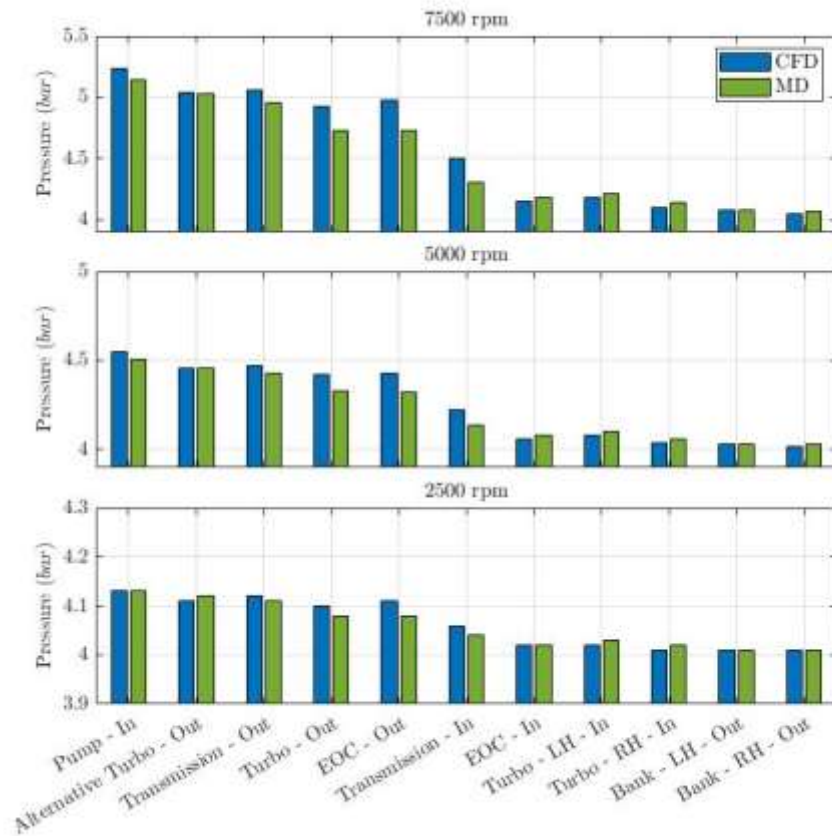 7500 rpm
5.5
5
4.5
4
Pressure (bar)
CFD
MD
5000 rpm
5
4.5
4
Pressure (bar)
2500 rpm
4.3
4.2
4.1
4
3.9
Pressure (bar)
Pump - In
Alternative Turbo - Out
Transmission - Out
Turbo - Out
EOC - Out
Transmission - In
EOC - In
Turbo - LH - In
Turbo - RH - In
Bank - LH - Out
Bank - RH - Out